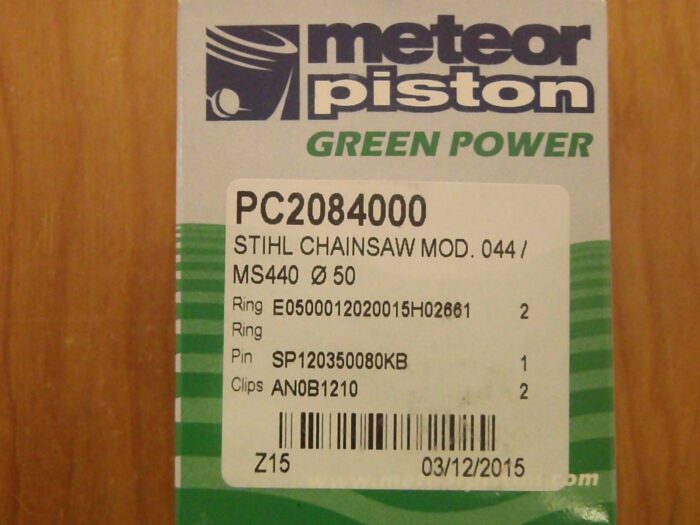 meteor
piston
GREEN POWER
PC2084000
STIHL CHAINSAW MOD. 044 /
MS440 Ø 50
Ring E0500012020015H02661 2
Ring
Pin SP120350080KB 1
Clips AN0B1210 2
Z15 03/12/2015